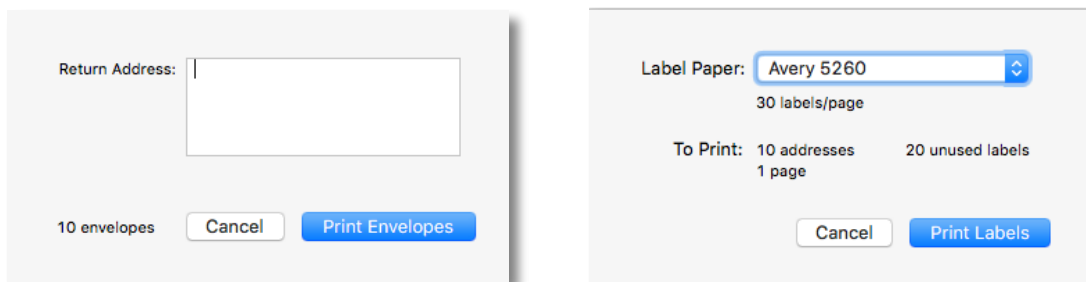 Return Address:
10 envelopes Cancel Print Envelopes
Label Paper: Avery 5260
30 labels/page
To Print: 10 addresses 20 unused labels
1 page
Cancel Print Labels